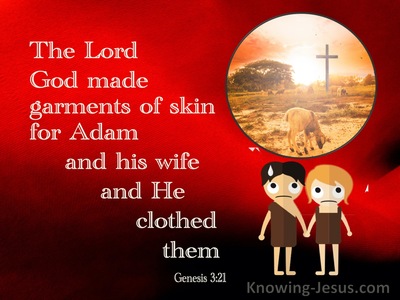 The Lord
God made
garments of skin
for Adam
and his wife
and He
clothed
them
Genesis 3:21
Knowing-Jesus.com